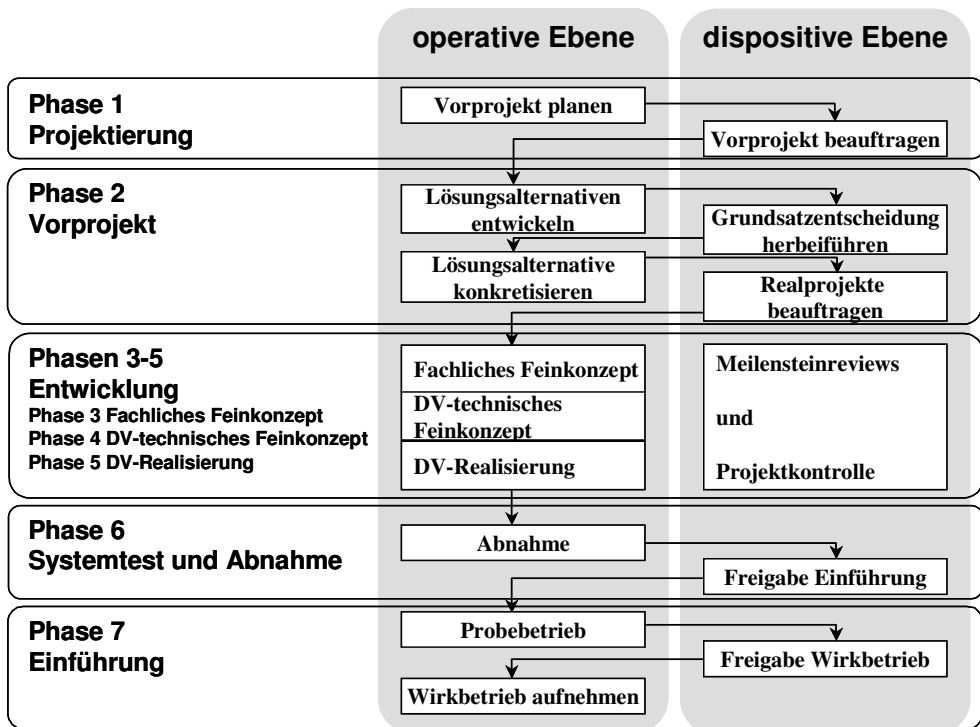 operative Ebene
dispositive Ebene
Phase 1
Projektierung
Vorprojekt planen
Vorprojekt beauftragen
Phase 2
Vorprojekt
Lösungsalternativen
entwickeln
Grundsatzentscheidung
herbeiführen
Lösungsalternative
konkretisieren
Realprojekte
beauftragen
Phasen 3-5
Entwicklung
Phase 3 Fachliches Feinkonzept
Phase 4 DV-technisches Feinkonzept
Phase 5 DV-Realisierung
Fachliches Feinkonzept
DV-technisches
Feinkonzept
DV-Realisierung
Meilensteinreviews
und
Projektkontrolle
Phase 6
Systemtest und Abnahme
Abnahme
Freigabe Einführung
Phase 7
Einführung
Probebetrieb
Freigabe Wirkbetrieb
Wirkbetrieb aufnehmen